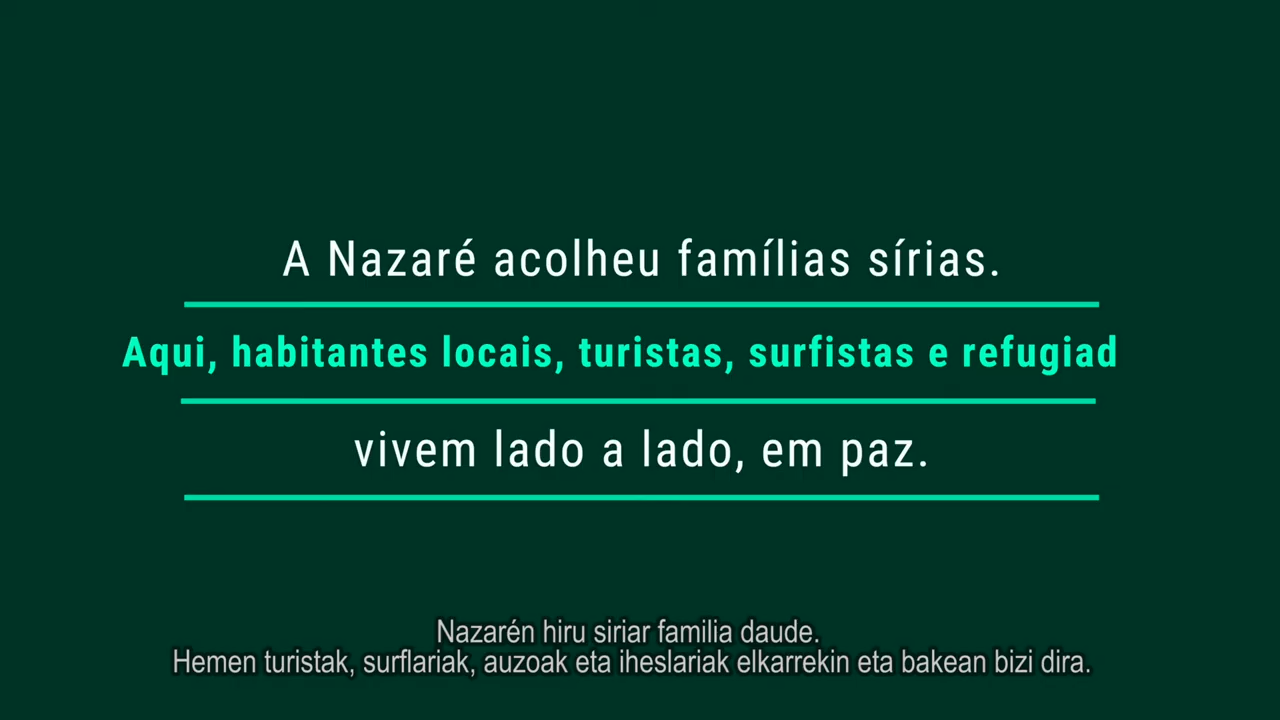 A Nazaré acolheu famílias sírias.
Aqui, habitantes locais, turistas, surfistas e refugiad
vivem lado a lado, em paz.
Nazarén hiru siriar familia daude.
Hemen turistak, surflariak, auzoak eta iheslariak elkarrekin eta bakean bizi dira.